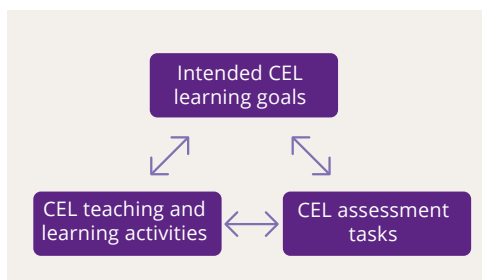 Intended CEL
learning goals
CEL teaching and
learning activities
CEL assessment
tasks